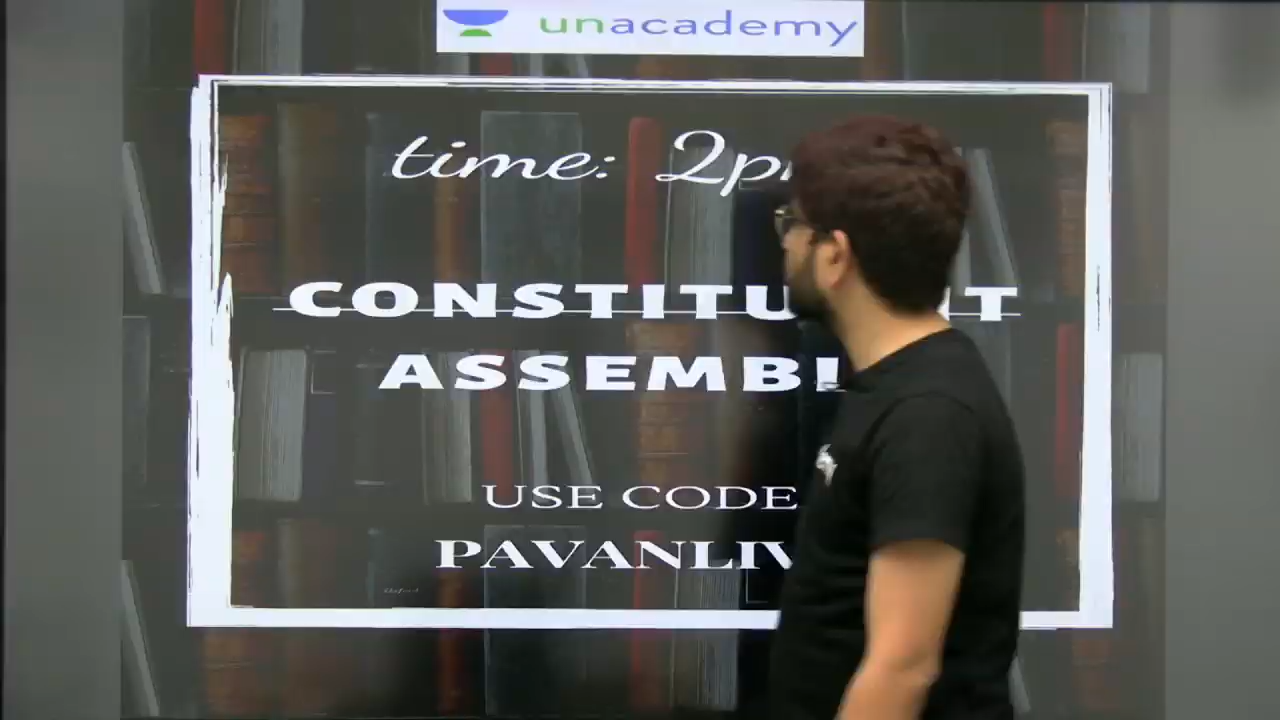 unacademy
time: 2p
CONSTITU T
ASSEMBL
USE CODE
PAVANLIV